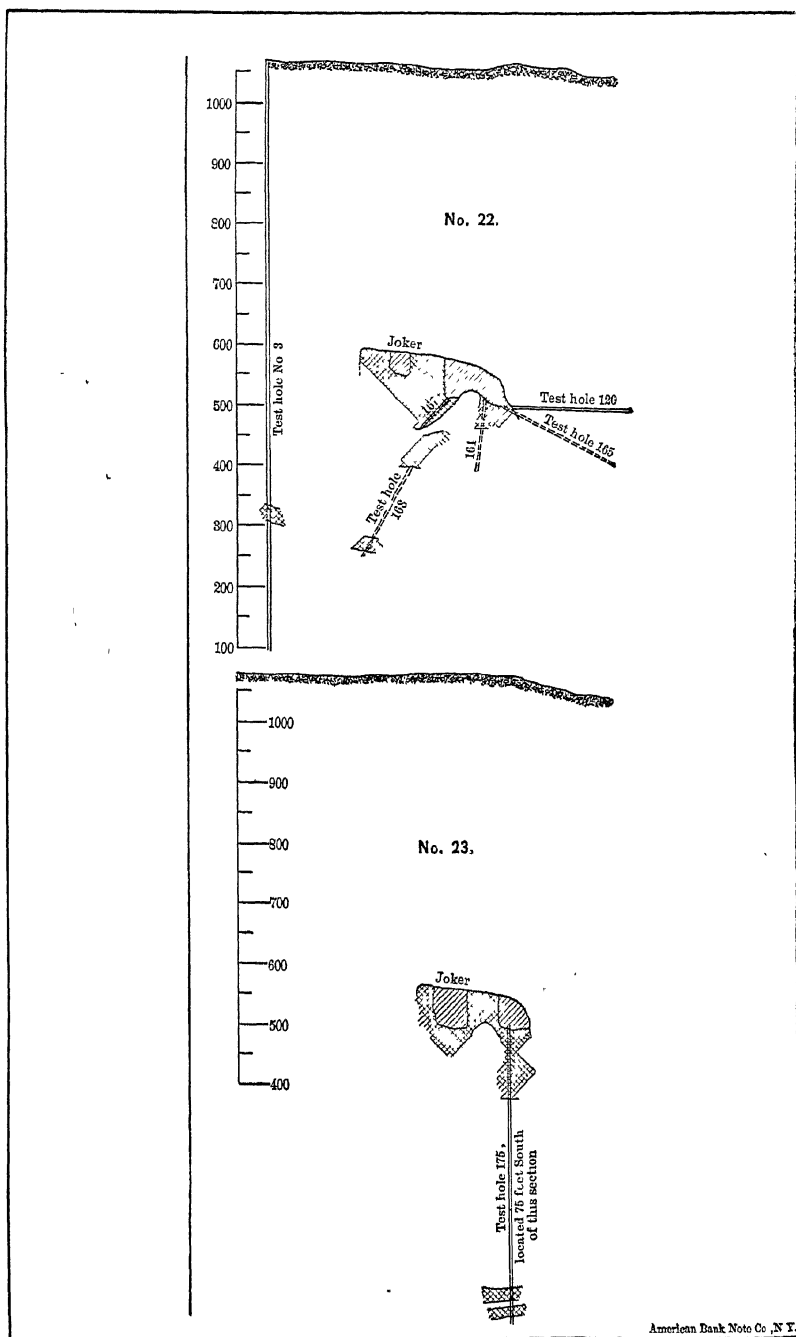 1000
900
800
700
600
500
400
300
200
100
Test hole No 3
No. 22.
Joker
167
161
Test hole 120
Test hole 165
Test hole
168
1000
900
800
700
600
500
400
No. 23,
Joker
Test hole 175,
located 75 feet South
of this section
American Bank Note Co., N Y.